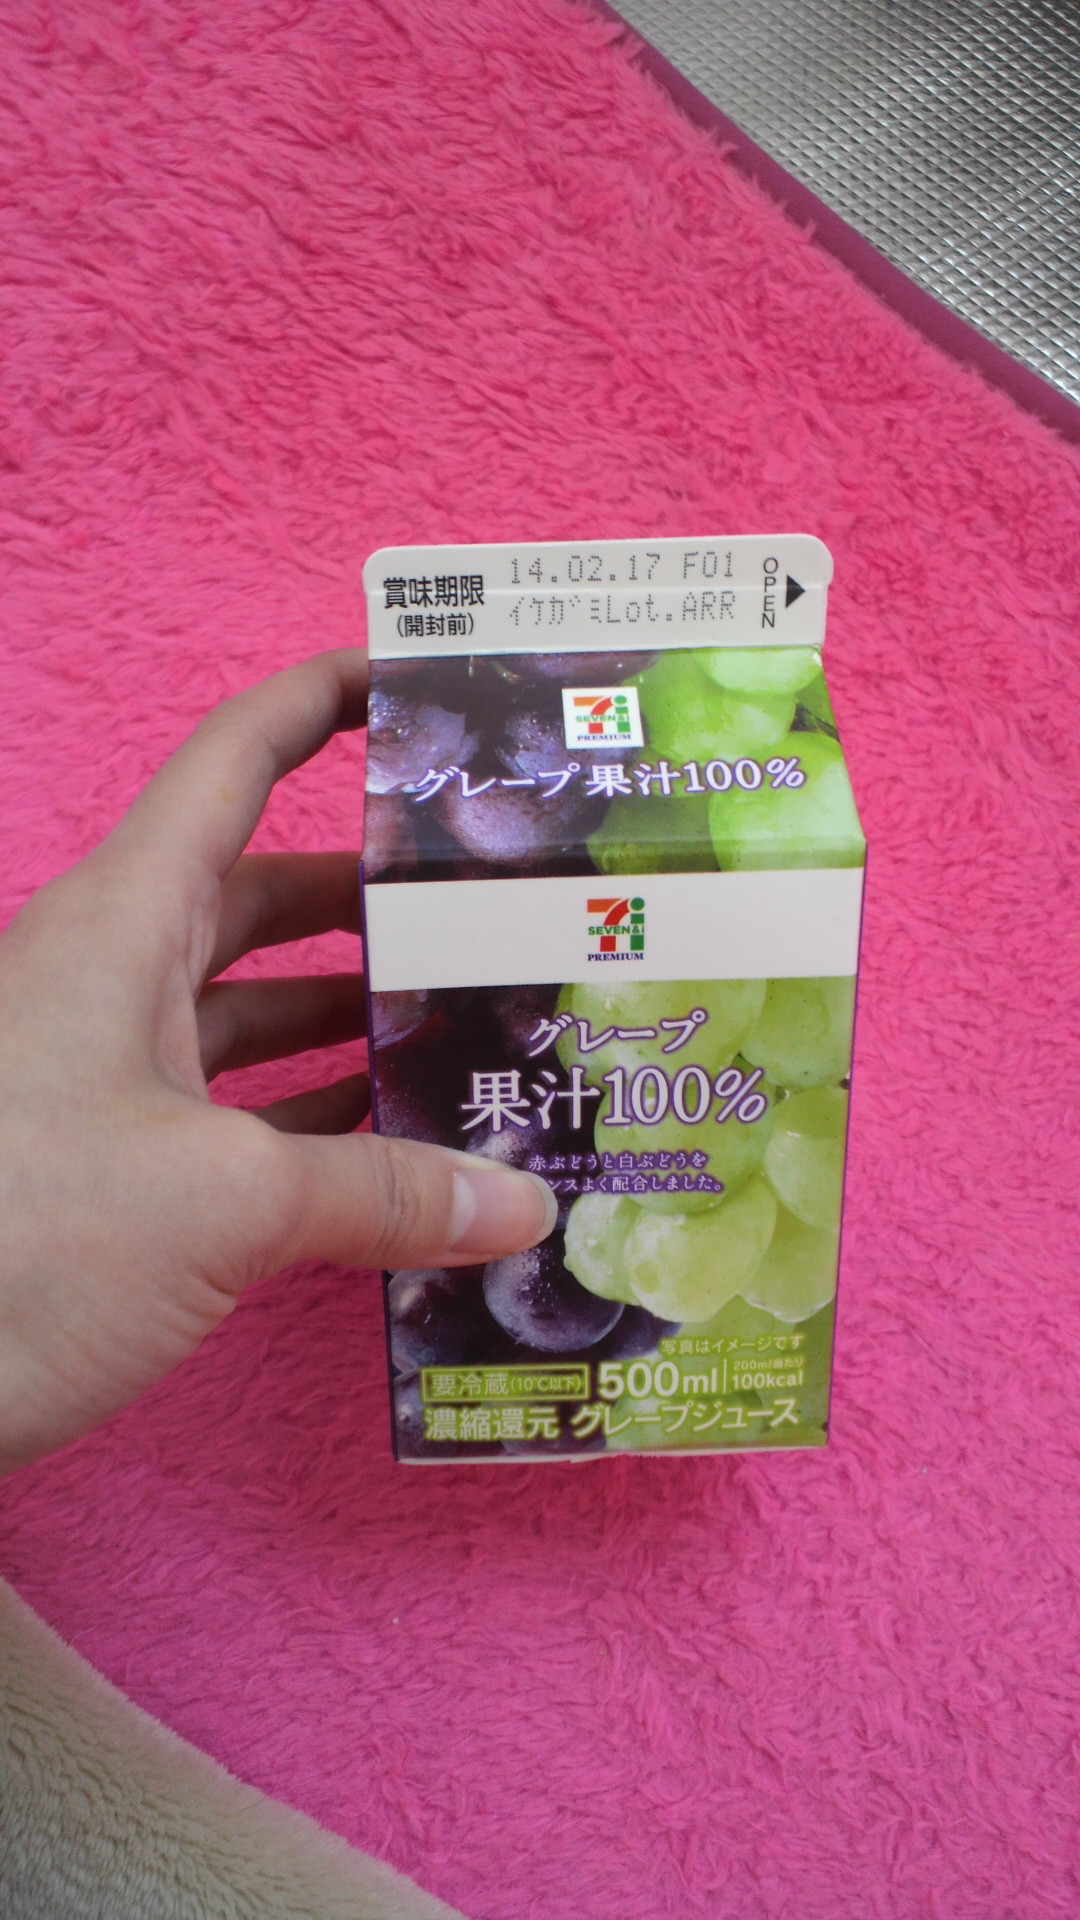 賞味期限
(開封前)
14.02.17 F01
イケガミLot.ARR
OPEN
7i
SEVEN&i
PREMIUM
グレープ果汁100%
7i
SEVEN&i
PREMIUM
グレープ
果汁100%
赤ぶどうと白ぶどうを
ンスよく配合しました。
写真はイメージです
要冷蔵(10℃以下) 500ml 200ml当たり 100kcal
濃縮還元 グレープジュース